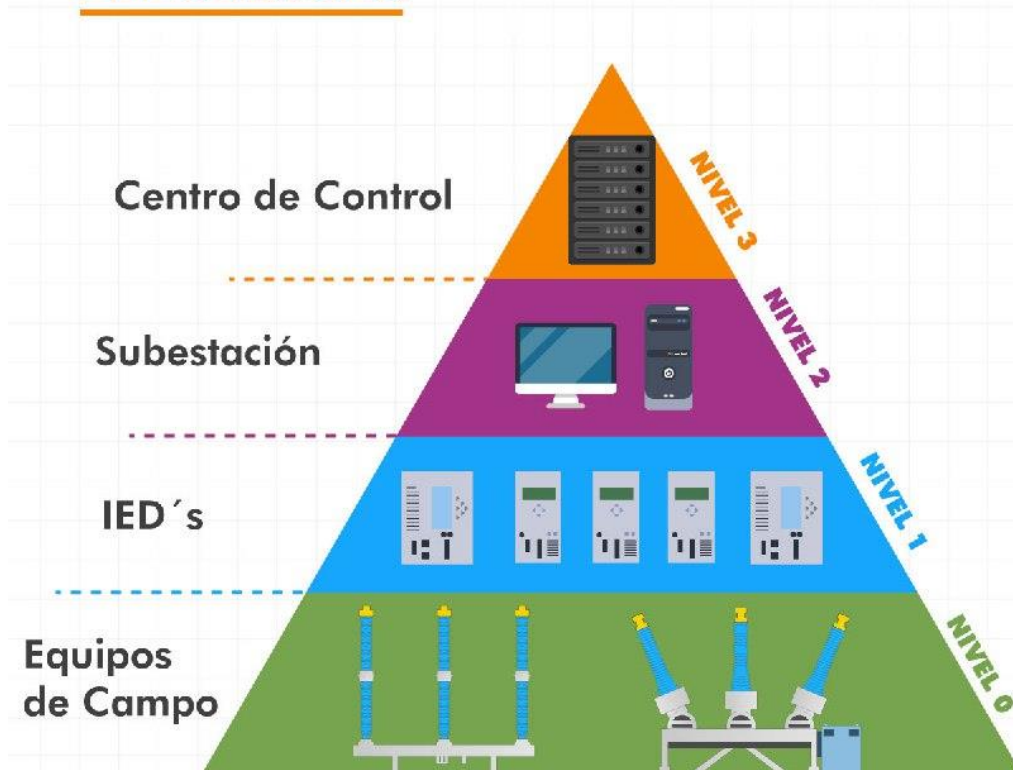 Centro de Control
NIVEL 3
Subestación
NIVEL 2
IED´s
NIVEL 1
Equipos
de Campo
NIVEL 0